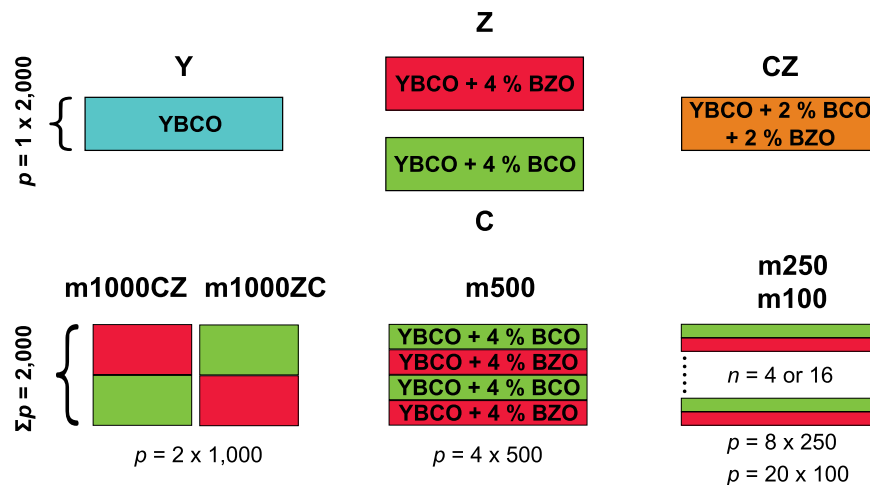 Z
Y
CZ
p = 1 x 2,000
YBCO
YBCO + 4 % BZO
YBCO + 4 % BCO
YBCO + 2 % BCO
+ 2 % BZO
C
m1000CZ
m1000ZC
m500
m250
m100
Σp = 2,000
YBCO + 4 % BCO
YBCO + 4 % BZO
YBCO + 4 % BCO
YBCO + 4 % BZO
n = 4 or 16
p = 2 x 1,000
p = 4 x 500
p = 8 x 250
p = 20 x 100